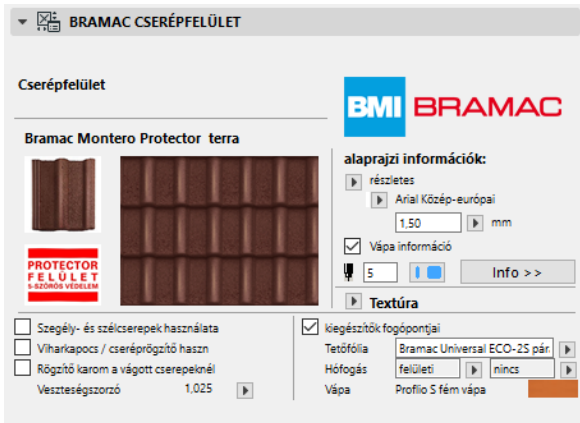 BRAMAC CSERÉPFELÜLET
Cserépfelület
BMI BRAMAC
Bramac Montero Protector terra
PROTECTOR
FELÜLET
5-SZÖRÖS VÉDELEM
alaprajzi információk:
részletes
Arial Közép-európai
1,50 mm
Vápa információ
5 Info >>
Textúra
Szegély- és szélcserepek használata
Viharkapocs / cseréprögzítő haszn
Rögzítő karom a vágott cserepeknél
Veszteségszorzó 1,025
kiegészítők fogópontjai
Tetőfólia Bramac Universal ECO-2S pár.
Hófogás felületi nincs
Vápa Proflio S fém vápa